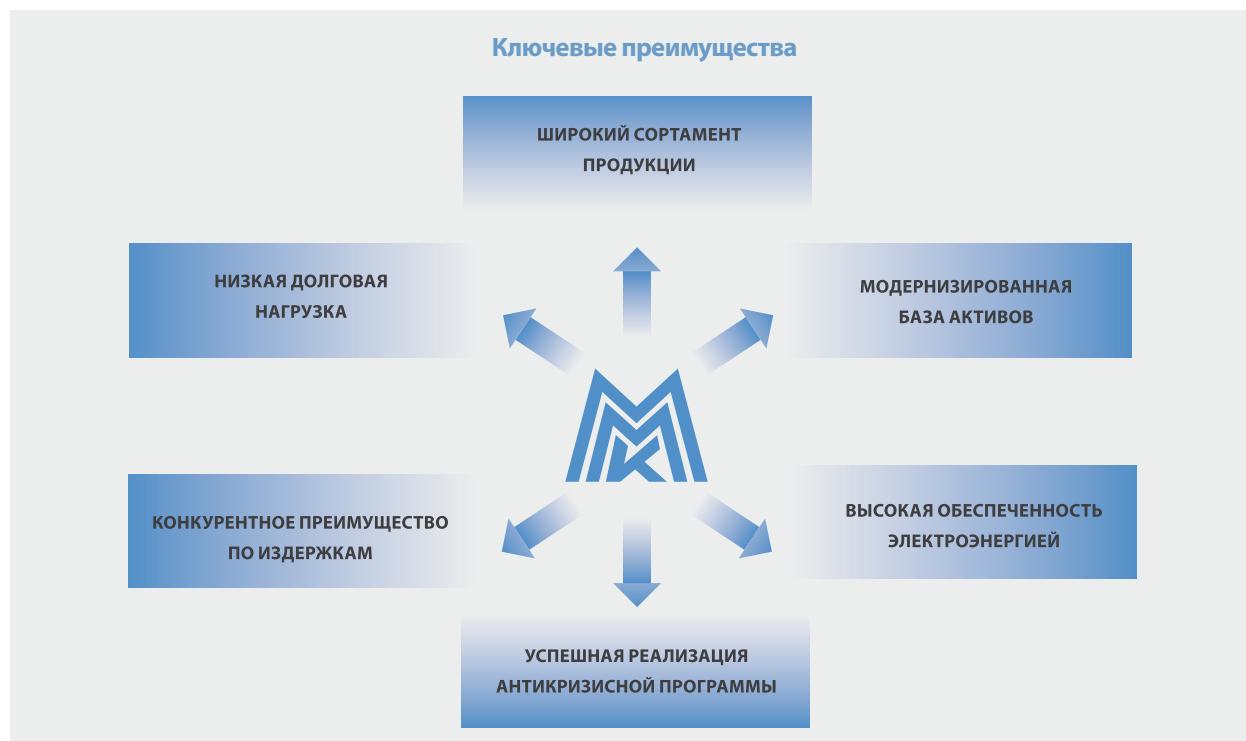 Ключевые преимущества
ШИРОКИЙ СОРТАМЕНТ
ПРОДУКЦИИ
НИЗКАЯ ДОЛГОВАЯ
НАГРУЗКА
МОДЕРНИЗИРОВАННАЯ
БАЗА АКТИВОВ
ММК
КОНКУРЕНТНОЕ ПРЕИМУЩЕСТВО
ПО ИЗДЕРЖКАМ
ВЫСОКАЯ ОБЕСПЕЧЕННОСТЬ
ЭЛЕКТРОЭНЕРГИЕЙ
УСПЕШНАЯ РЕАЛИЗАЦИЯ
АНТИКРИЗИСНОЙ ПРОГРАММЫ